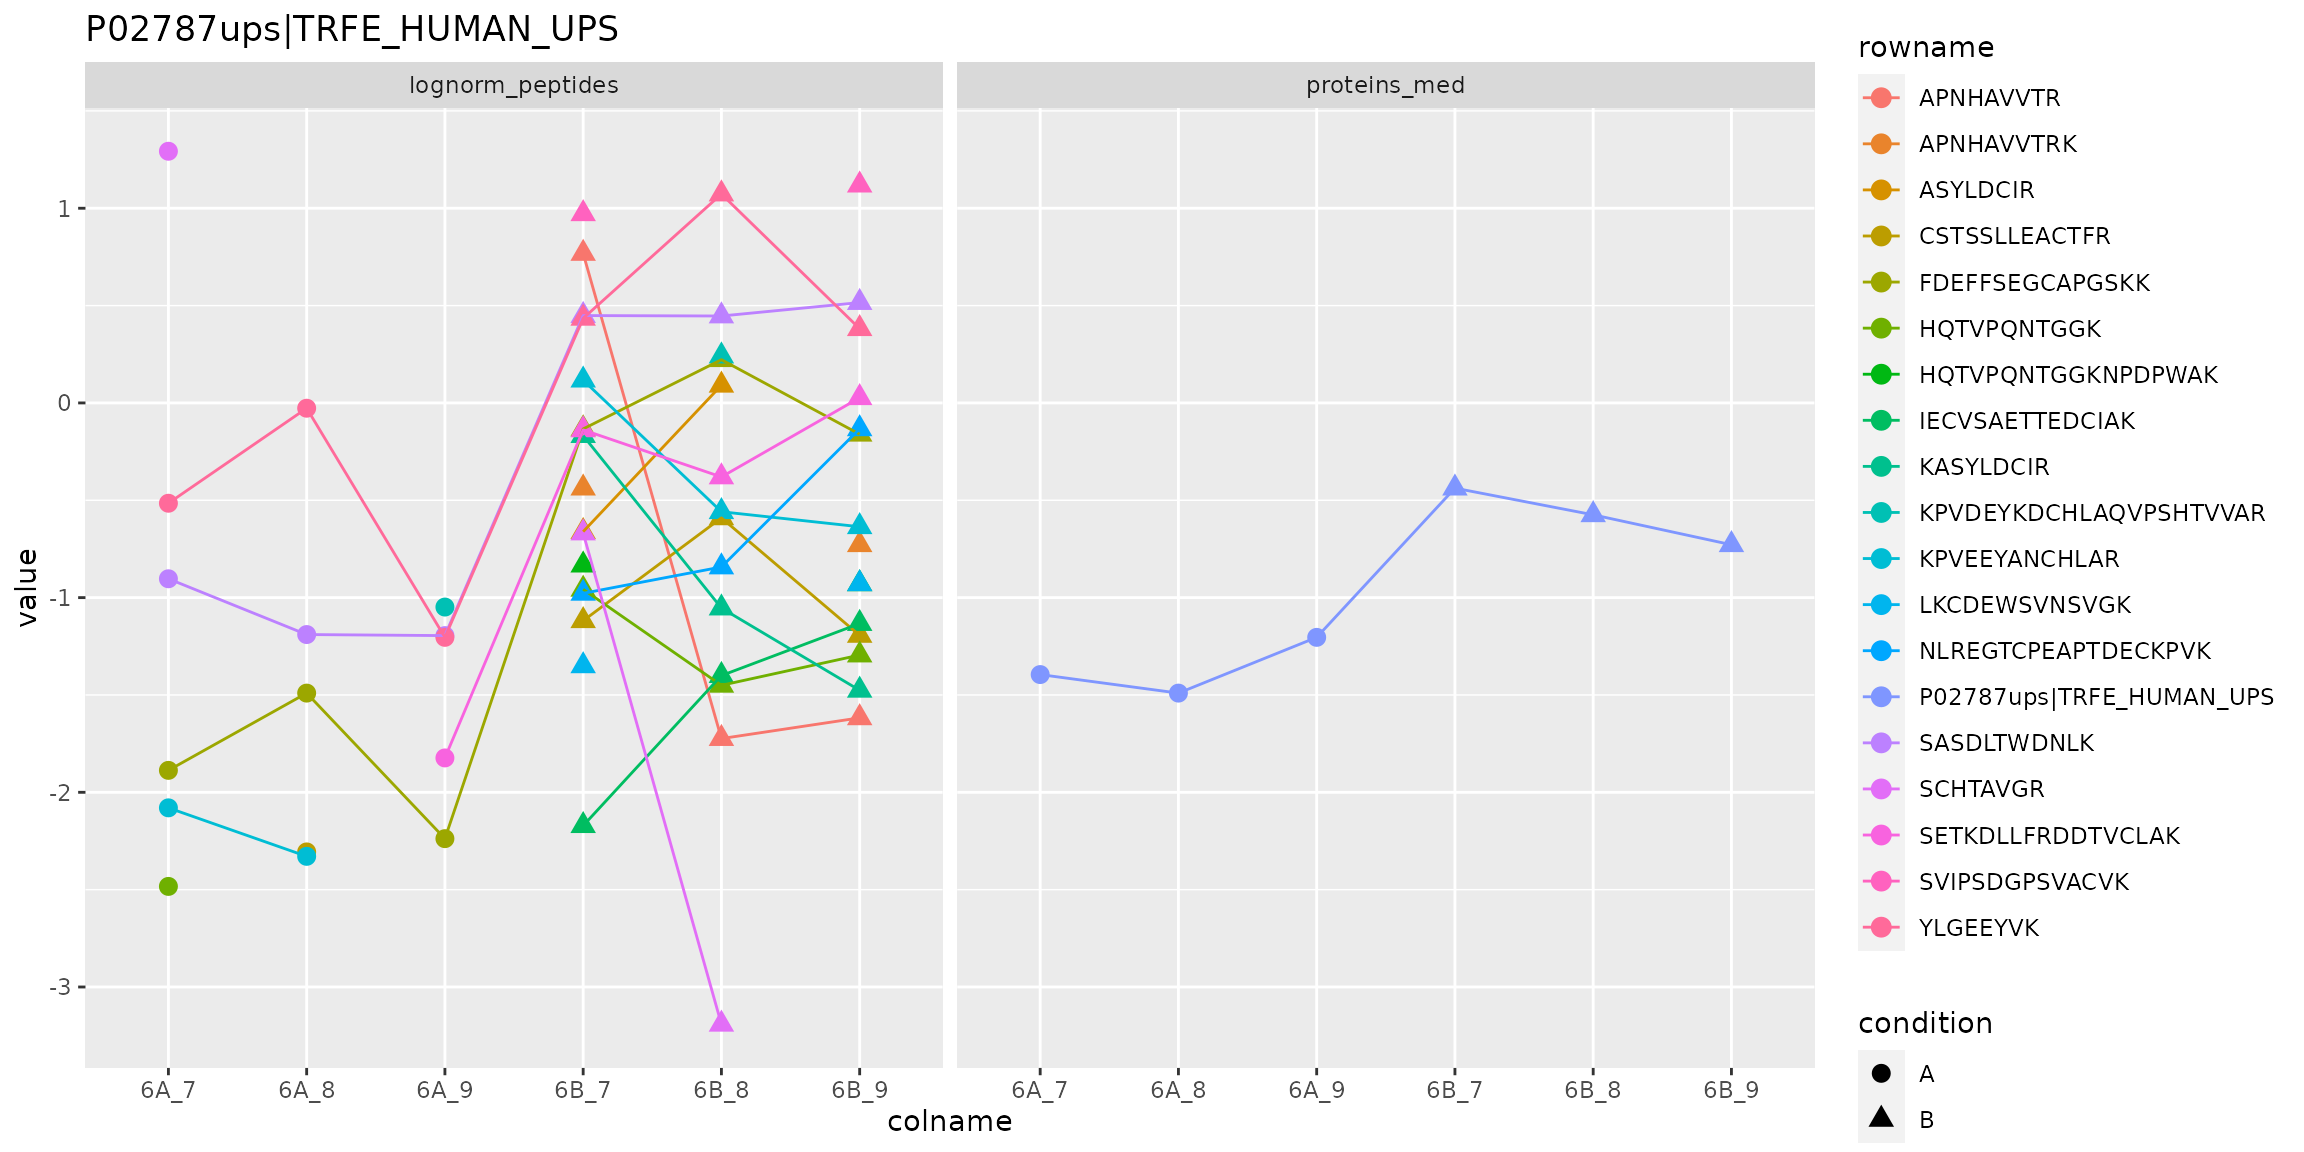 P02787ups|TRFE_HUMAN_UPS
lognorm_peptides
proteins_med
value
1
0
-1
-2
-3
6A_7 6A_8 6A_9 6B_7 6B_8 6B_9
6A_7 6A_8 6A_9 6B_7 6B_8 6B_9
colname
rowname
APNHAVVTR
APNHAVVTRK
ASYLDCIR
CSTSSLLEACTFR
FDEFFSEGCAPGSKK
HQTVPQNTGGK
HQTVPQNTGGKNPDPWAK
IECVSAETTEDCIAK
KASYLDCIR
KPVDEYKDCHLAQVPSHTVVAR
KPVEEYANCHLAR
LKCDEWSVNSVGK
NLREGTCPEAPTDECKPVK
P02787ups|TRFE_HUMAN_UPS
SASDLTWDNLK
SCHTAVGR
SETKDLLFRDDTVCLAK
SVIPSDGPSVACVK
YLGEEYVK
condition
A
B